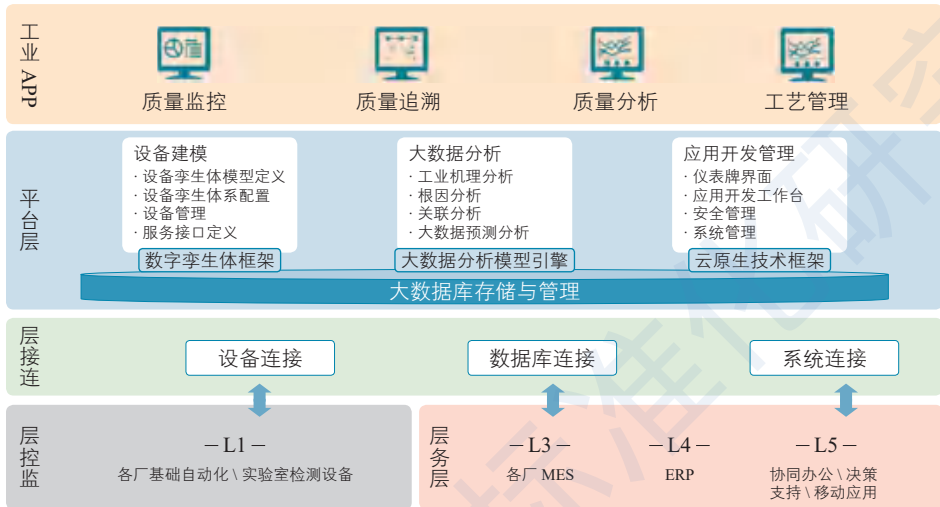 工业 APP
质量监控
质量追溯
质量分析
工艺管理
平台层
设备建模
· 设备孪生体模型定义
· 设备孪生体系配置
· 设备管理
· 服务接口定义
数字孪生体框架
大数据分析
· 工业机理分析
· 根因分析
· 关联分析
· 大数据预测分析
大数据分析模型引擎
应用开发管理
· 仪表牌界面
· 应用开发工作台
· 安全管理
· 系统管理
云原生技术框架
大数据库存储与管理
层接连
设备连接
数据库连接
系统连接
层控监
－L1－
各厂基础自动化 \ 实验室检测设备
层务层
－L3－
各厂 MES
－L4－
ERP
－L5－
协同办公 \ 决策
支持 \ 移动应用
标准化研究